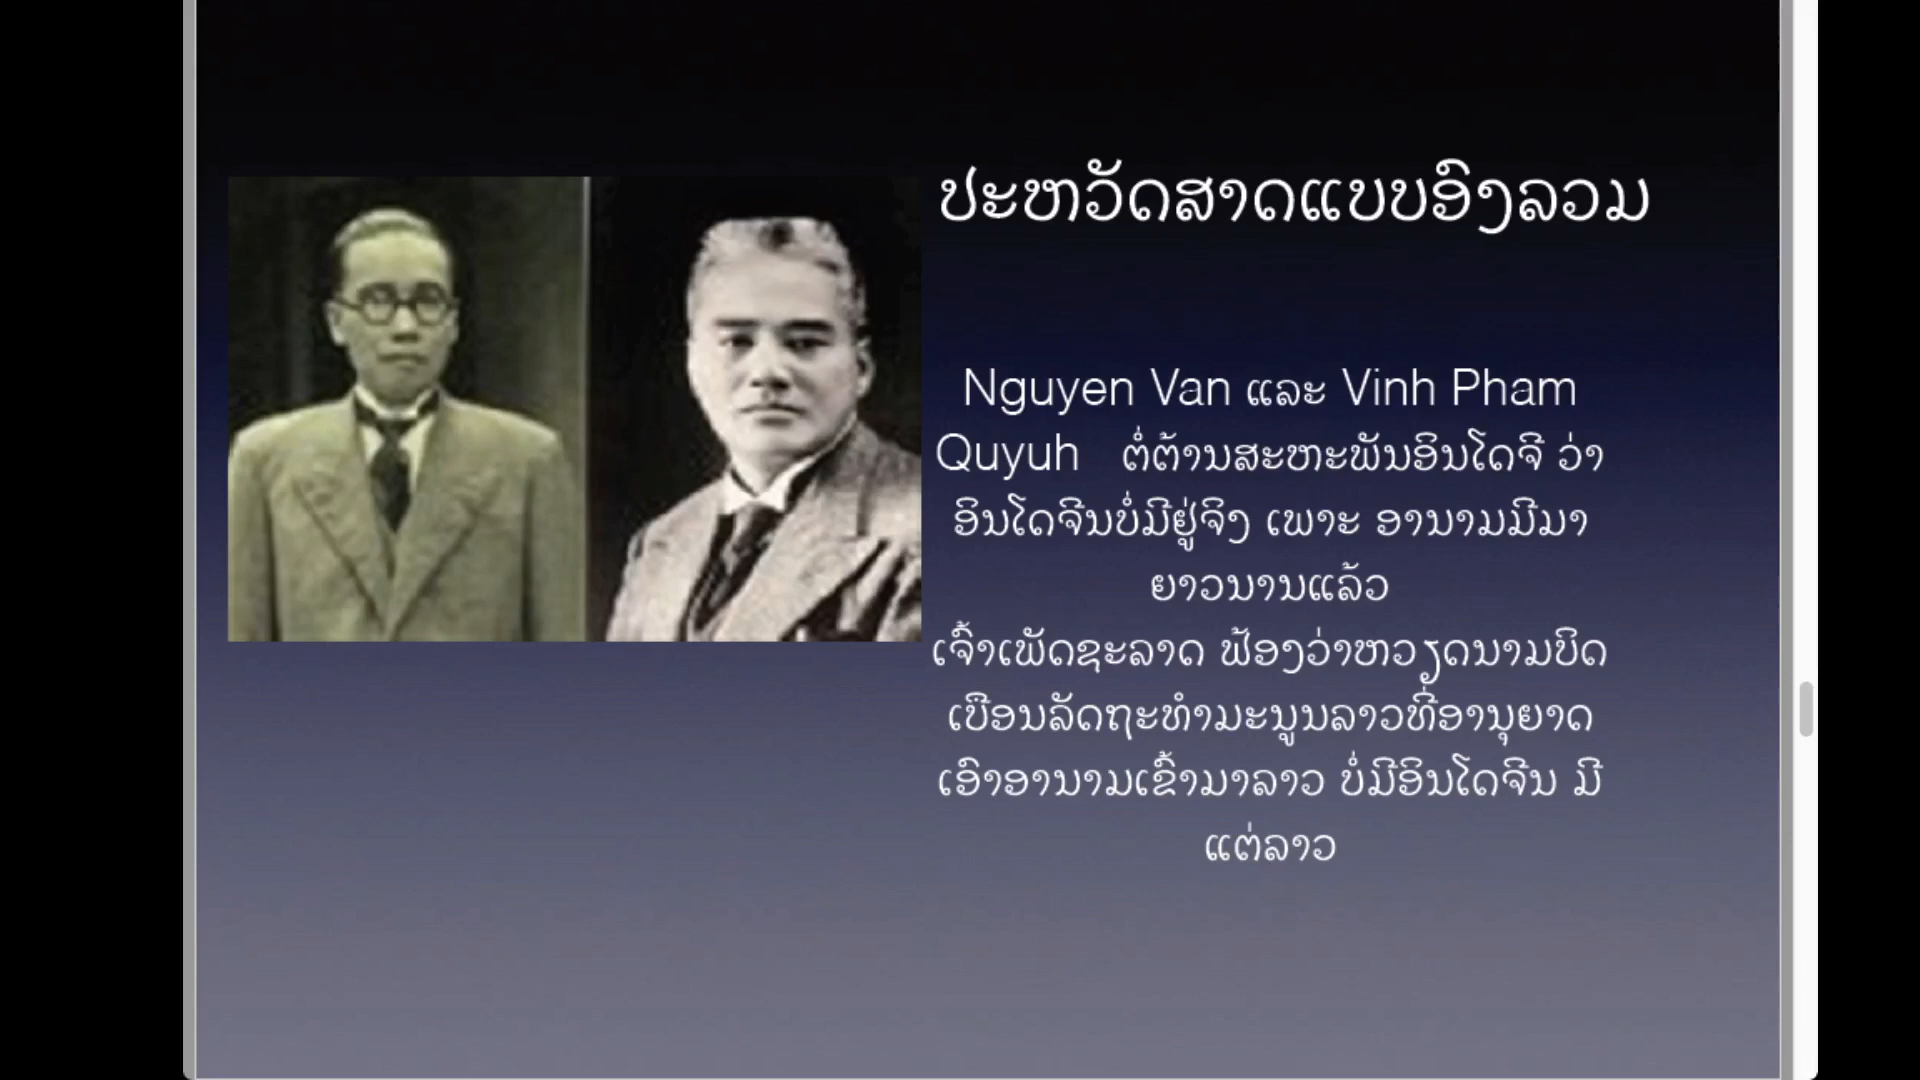 ປະຫວັດສາດແບບອົງລວມ
Nguyen Van ແລະ Vinh Pham
Quyuh ຕໍ່ຕ້ານສະຫະພັນອິນໂດຈີ ວ່າ
ອິນໂດຈີນບໍ່ມີຢູ່ຈິງ ເພາະ ອານາມມີມາ
ຍາວນານແລ້ວ
ເຈົ້າເພັດຊະລາດ ຟ້ອງວ່າຫວຽດນາມບິດ
ເບືອນລັດຖະທຳມະນູນລາວທີ່ອານຸຍາດ
ເອົາອານາມເຂົ້າມາລາວ ບໍ່ມີອິນໂດຈີນ ມີ
ແຕ່ລາວ